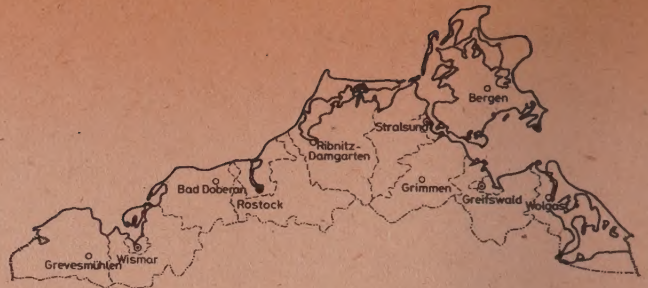 Bergen
Stralsund
Ribnitz-
Damgarten
Bad Doberan
Grimmen
Rostock
Greifswald
Wolgast
Grevesmühlen
Wismar